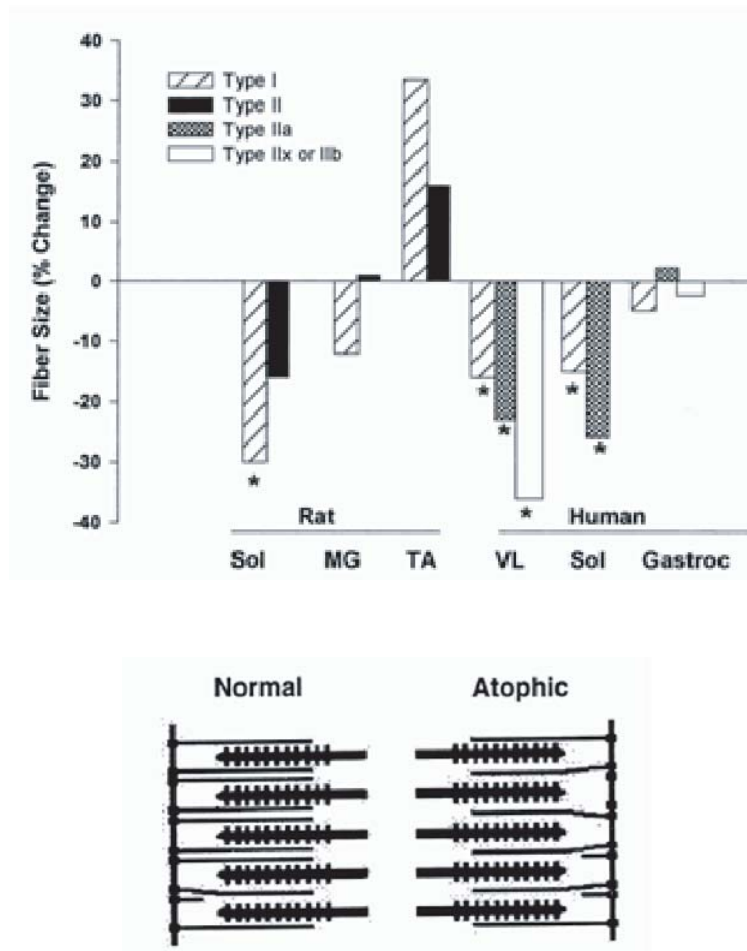 40
30
20
10
0
-10
-20
-30
-40
Fiber Size (% Change)
Type I
Type II
Type IIa
Type IIx or IIb
*
*
*
*
*
*
Rat Human
Sol MG TA VL Sol Gastroc
Normal Atophic